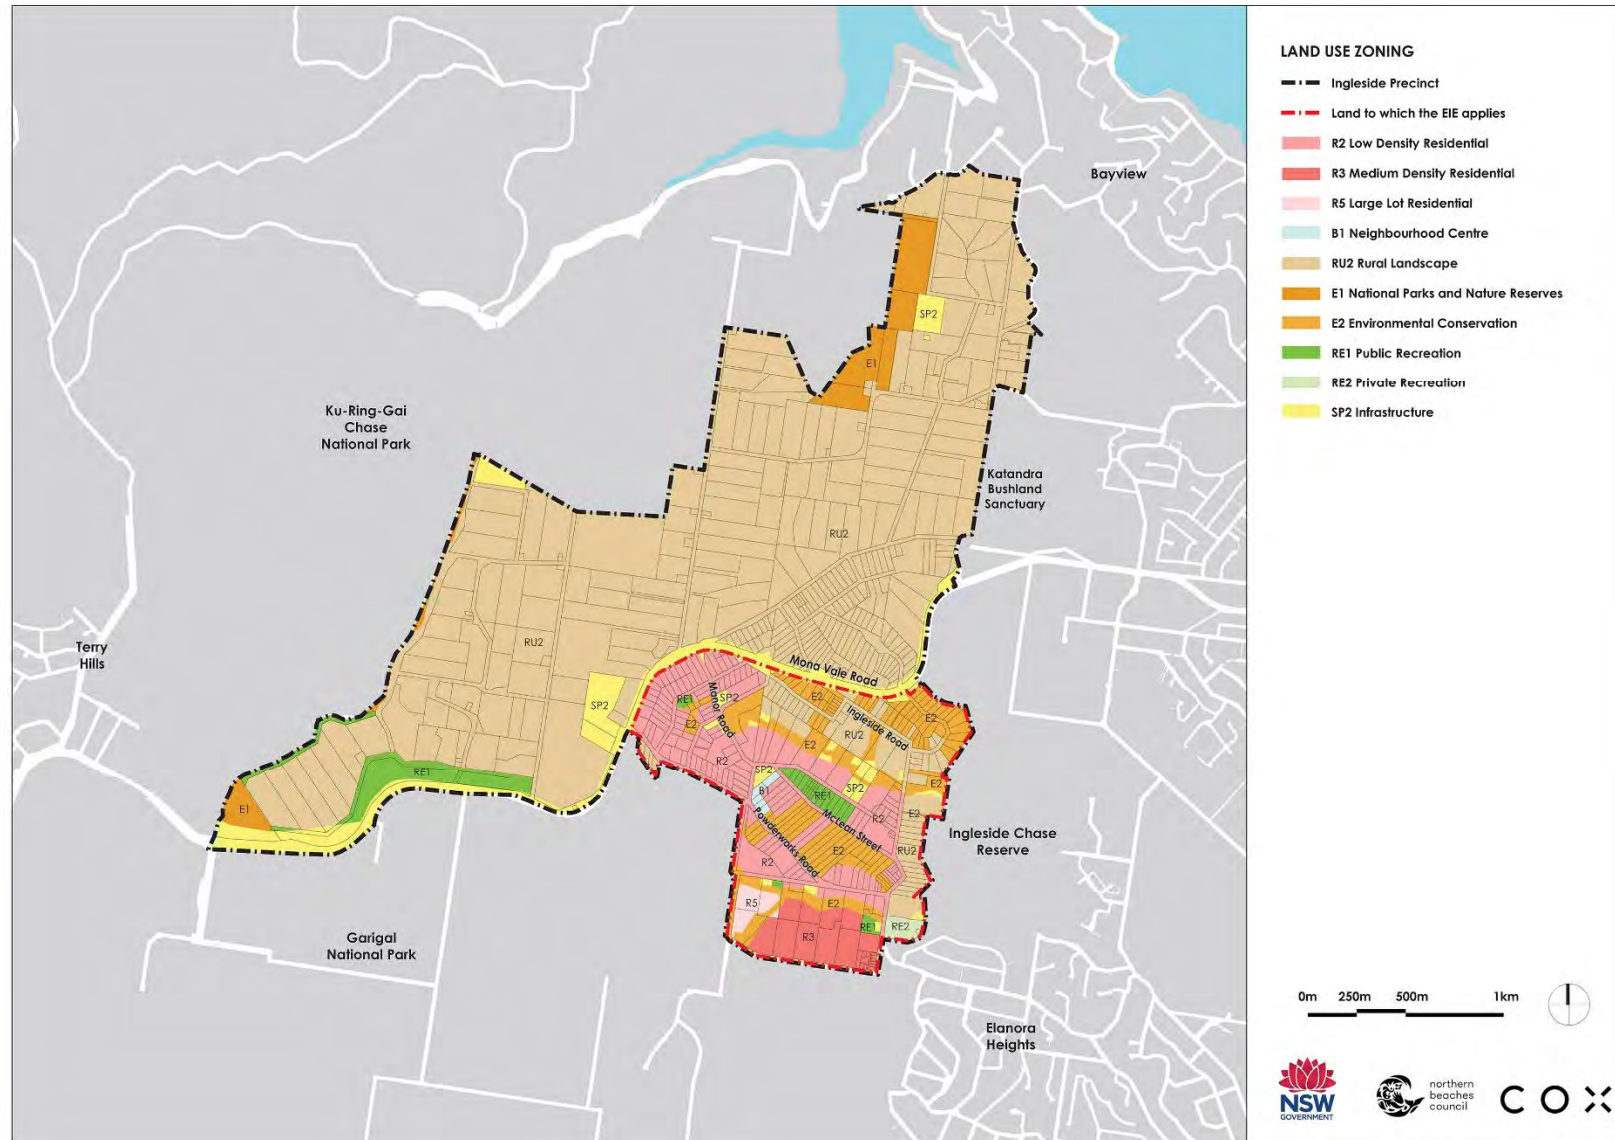 LAND USE ZONING
Ingleside Precinct
Land to which the EIE applies
R2 Low Density Residential
R3 Medium Density Residential
R5 Large Lot Residential
B1 Neighbourhood Centre
RU2 Rural Landscape
E1 National Parks and Nature Reserves
E2 Environmental Conservation
RE1 Public Recreation
RE2 Private Recreation
SP2 Infrastructure
Bayview
SP2
E1
Ku-Ring-Gai
Chase
National Park
Katandra
Bushland
Sanctuary
RU2
RU2
Terry
Hills
Mona Vale Road
SP2
RE1
Manor Road
SP2
E2
E2
Ingleside Road
E2
RU2
E2
E2
R2
SP2
RE1
E1
B1
RE1
SP2
E2
R2
E2
McLean Street
Powderworks Road
E2
R2
RU2
Ingleside Chase
Reserve
R5
E2
R3
RE1
RE2
Garigal
National Park
Elanora
Heights
0m 250m 500m 1km
NSW
GOVERNMENT
northern
beaches
council
COX